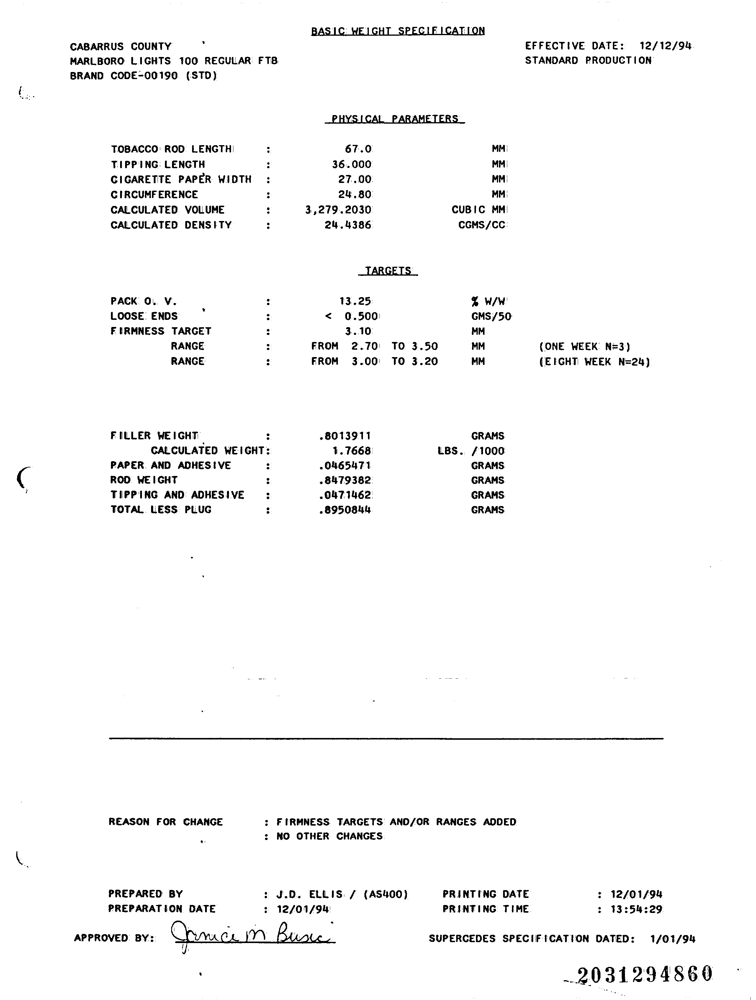 BASIC WEIGHT SPECIFICATION
CABARRUS COUNTY EFFECTIVE DATE: 12/12/94
MARLBORO LIGHTS 100 REGULAR FTB STANDARD PRODUCTION
BRAND CODE-00190 (STD)
PHYSICAL PARAMETERS
TOBACCO ROD LENGTH : 67.0 MM
TIPPING LENGTH : 36.000 MM
CIGARETTE PAPER WIDTH : 27.00 MM
CIRCUMFERENCE : 24.80 MM
CALCULATED VOLUME : 3,279.2030 CUBIC MM
CALCULATED DENSITY : 24.4386 CGMS/CC
TARGETS
PACK O. V. : 13.25 % W/W
LOOSE ENDS : < 0.500 GMS/50
FIRMNESS TARGET : 3.10 MM
RANGE : FROM 2.70 TO 3.50 MM (ONE WEEK N=3)
RANGE : FROM 3.00 TO 3.20 MM (EIGHT WEEK N=24)
FILLER WEIGHT : .8013911 GRAMS
CALCULATED WEIGHT: 1.7668 LBS. /1000
PAPER AND ADHESIVE : .0465471 GRAMS
ROD WEIGHT : .8479382 GRAMS
TIPPING AND ADHESIVE : .0471462 GRAMS
TOTAL LESS PLUG : .8950844 GRAMS
REASON FOR CHANGE : FIRMNESS TARGETS AND/OR RANGES ADDED
: NO OTHER CHANGES
PREPARED BY : J.D. ELLIS / (AS400) PRINTING DATE : 12/01/94
PREPARATION DATE : 12/01/94 PRINTING TIME : 13:54:29
APPROVED BY: Janice M Busic SUPERCEDES SPECIFICATION DATED: 1/01/94
2031294860